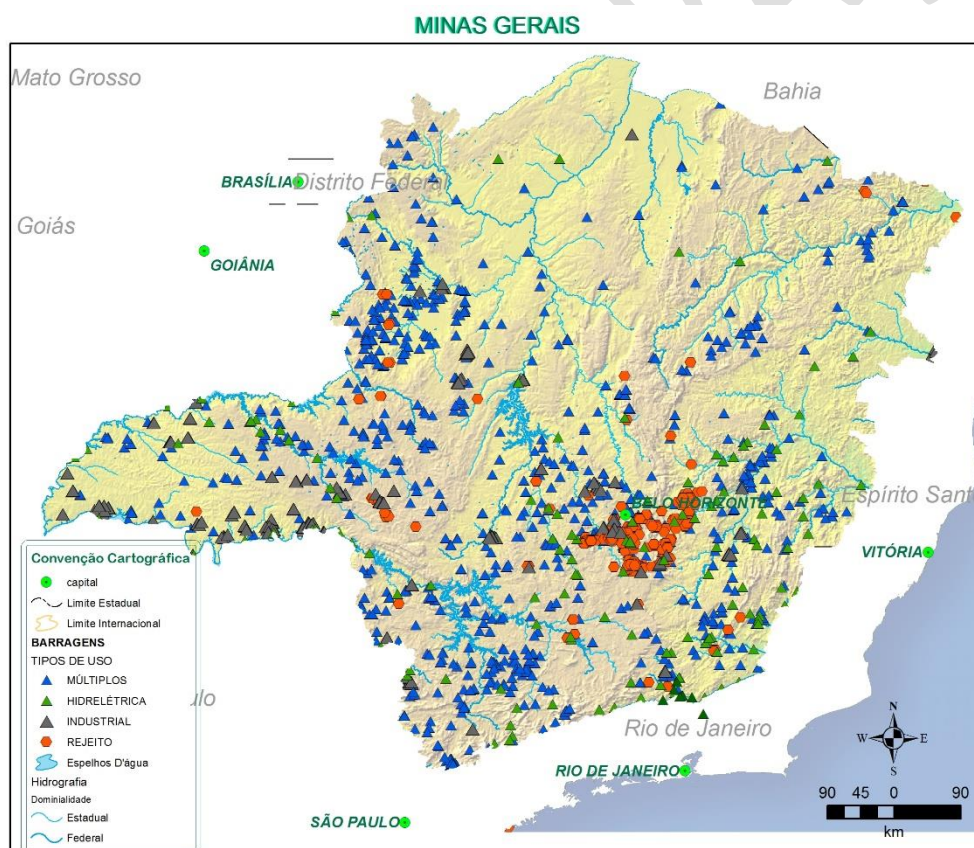 MINAS GERAIS
Mato Grosso
Bahia
BRASÍLIA
Distrito Federal
Goiás
GOIÂNIA
BELO HORIZONTE
Espírito Sant
VITÓRIA
Convenção Cartográfica
capital
Limite Estadual
Limite Internacional
BARRAGENS
TIPOS DE USO
MÚLTIPLOS
HIDRELÉTRICA
INDUSTRIAL
REJEITO
Espelhos D'água
Hidrografia
Dominialidade
Estadual
Federal
ulo
Rio de Janeiro
RIO DE JANEIRO
SÃO PAULO
N
W E
S
90 45 0 90
km